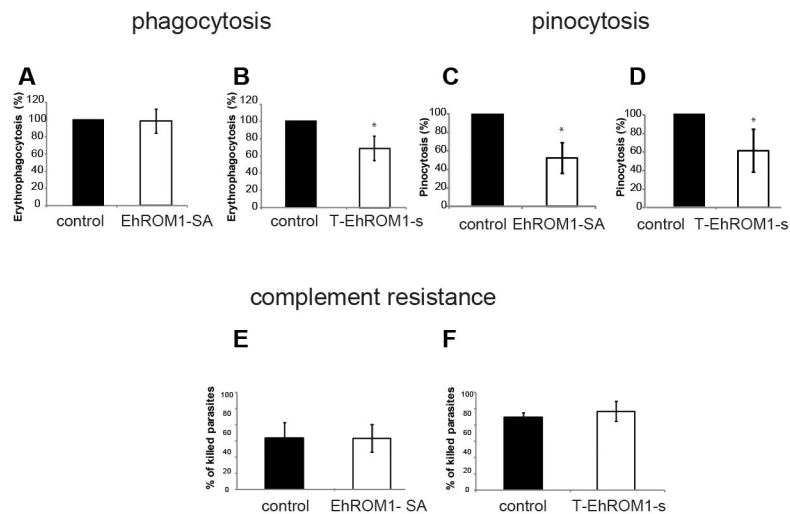 phagocytosis
pinocytosis
A
B
C
D
Erythrophagocytosis (%)
120
100
80
60
40
20
0
control EhROM1-SA
Erythrophagocytosis (%)
120
100
80
60
40
20
0
*
control T-EhROM1-s
Pinocytosis (%)
100
80
60
40
20
0
*
control EhROM1-SA
Pinocytosis (%)
100
80
60
40
20
0
*
control T-EhROM1-s
complement resistance
E
F
% of killed parasites
100
80
60
40
20
0
control EhROM1- SA
% of killed parasites
100
80
60
40
20
0
control T-EhROM1-s